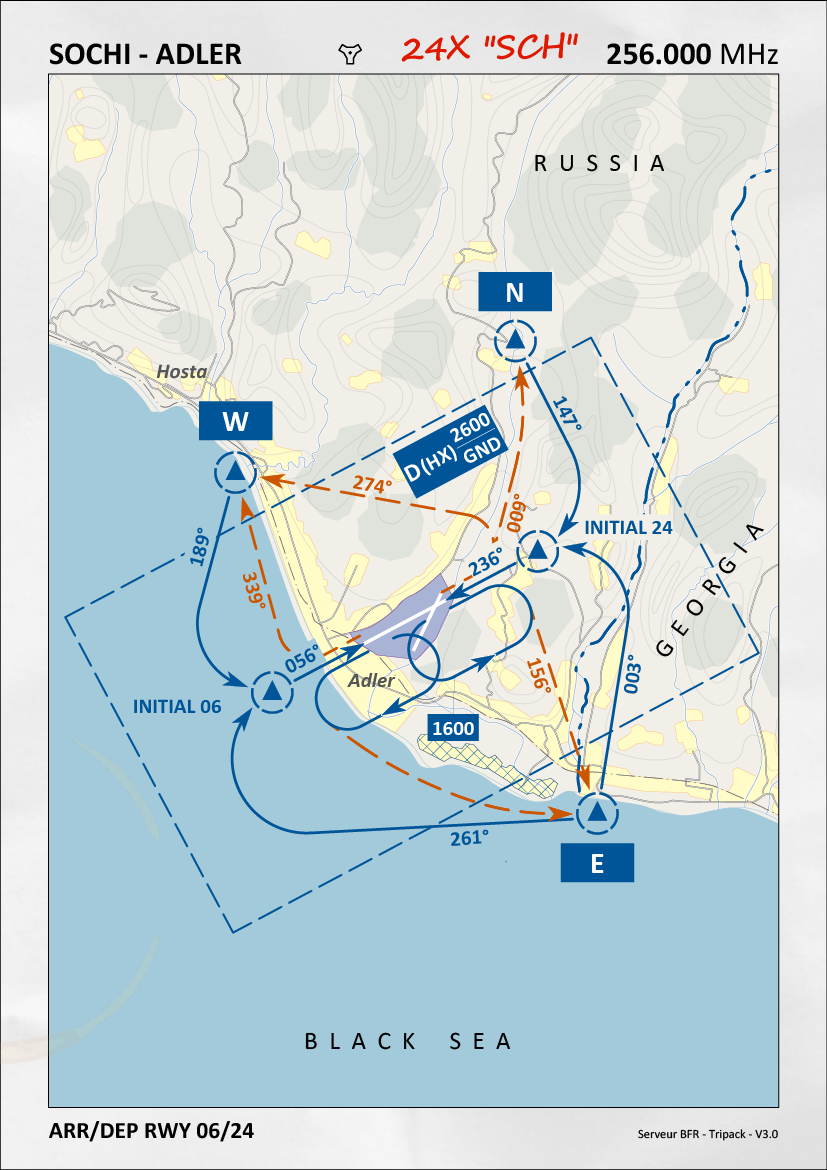 SOCHI - ADLER
24X "SCH"
256.000 MHz
RUSSIA
N
Hosta
W
147°
D(HX) 2600
GND
274°
009°
INITIAL 24
189°
236°
GEORGIA
339°
056°
156°
003°
Adler
INITIAL 06
1600
261°
E
BLACK SEA
ARR/DEP RWY 06/24
Serveur BFR - Tripack - V3.0